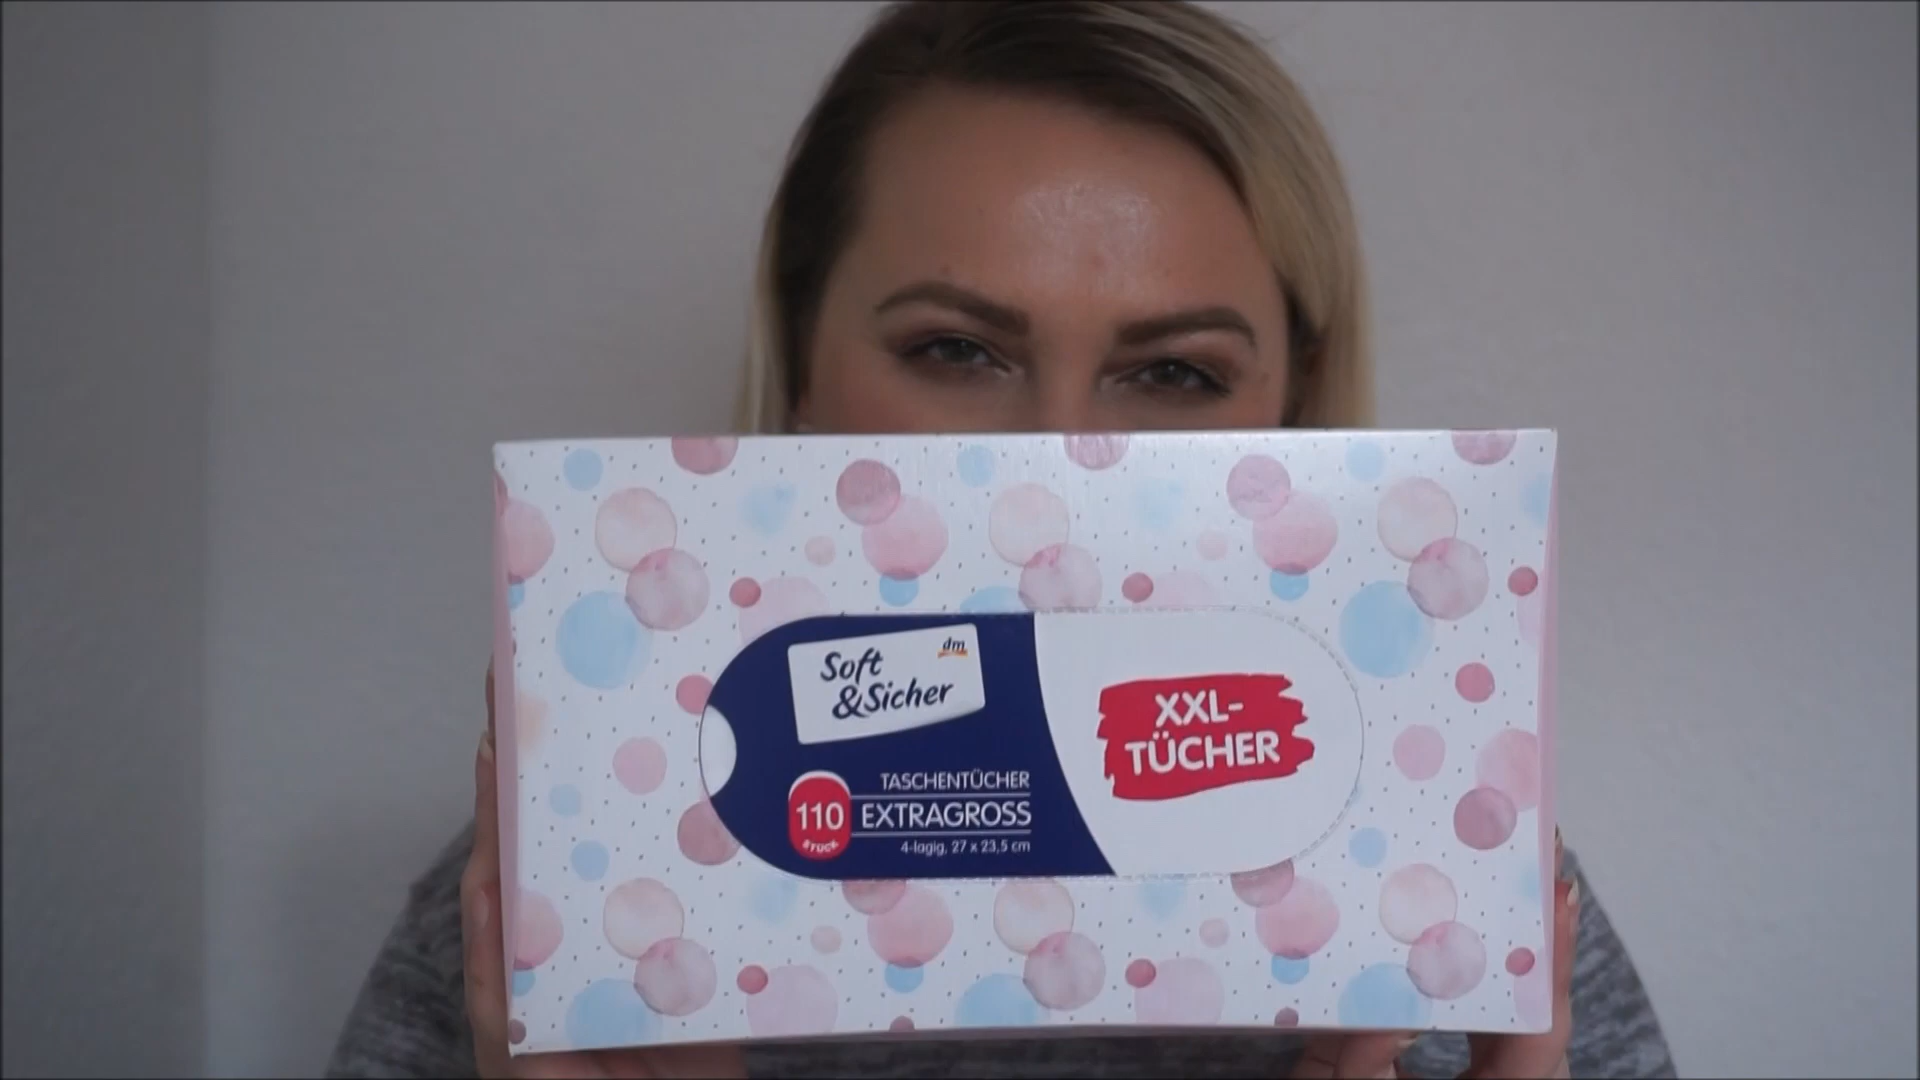 dm
Soft
&Sicher
TASCHENTÜCHER
110
STÜCK
EXTRAGROSS
4-lagig, 27 x 23,5 cm
XXL-
TÜCHER